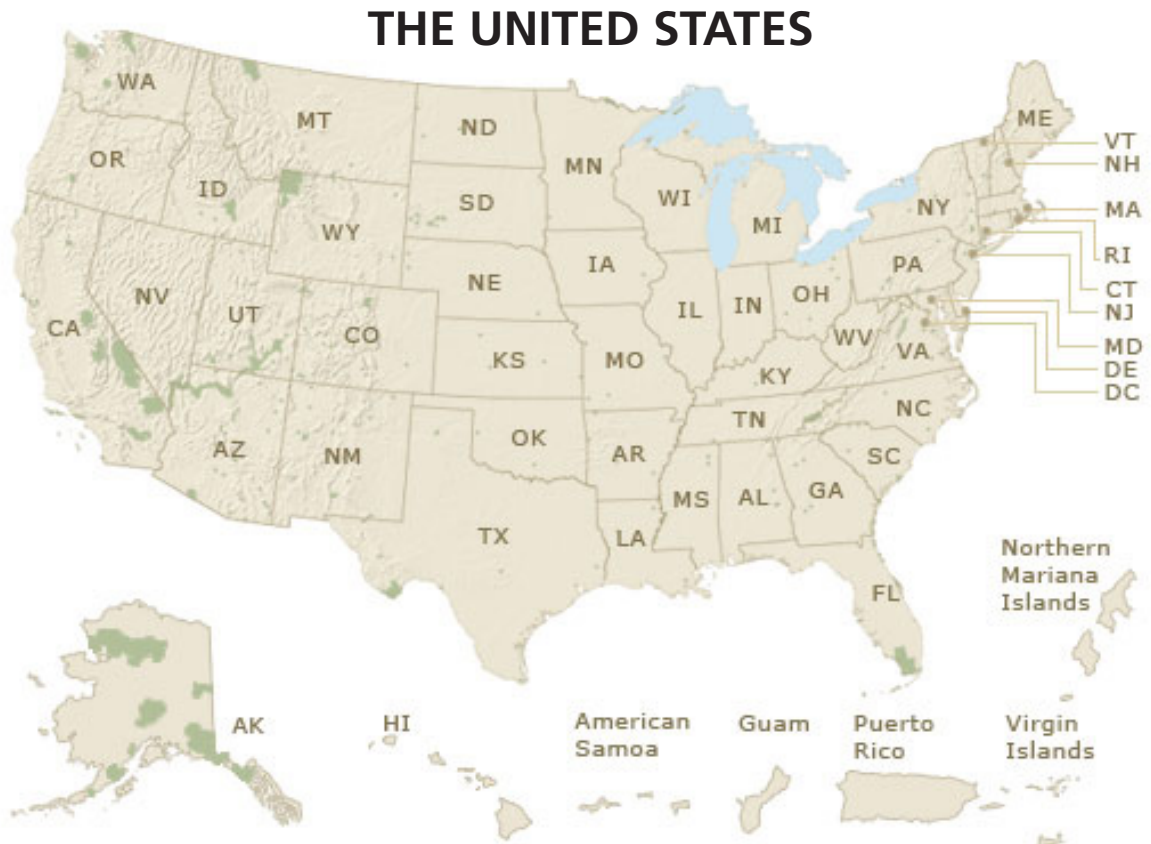 THE UNITED STATES
WA
MT
ND
MN
ME
VT
NH
OR
ID
SD
WI
MI
NY
MA
WY
RI
IA
PA
NE
CT
NV
UT
IL
IN
OH
NJ
CA
CO
WV
VA
MD
KS
MO
KY
DE
DC
NC
TN
OK
AZ
NM
AR
SC
MS
AL
GA
TX
LA
FL
Northern
Mariana
Islands
AK
HI
American
Samoa
Guam
Puerto
Rico
Virgin
Islands